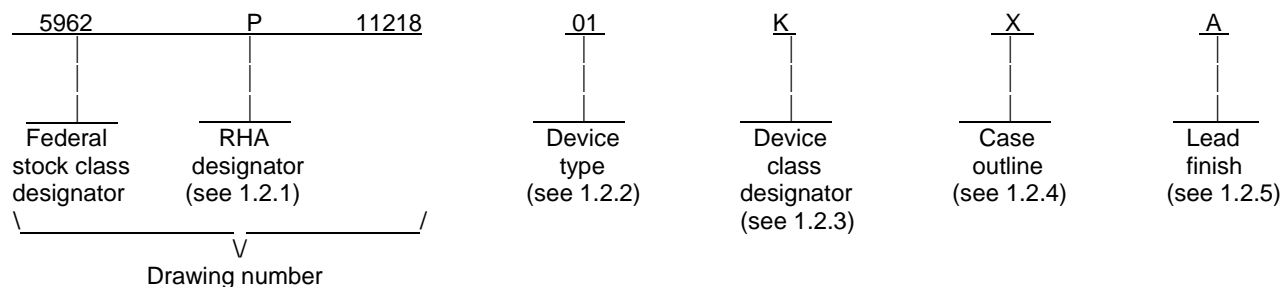 5962 P 11218 01 K X A
Federal RHA Device Device Case Lead
stock class designator type class outline finish
designator (see 1.2.1) (see 1.2.2) designator (see 1.2.4) (see 1.2.5)
(see 1.2.3)
Drawing number